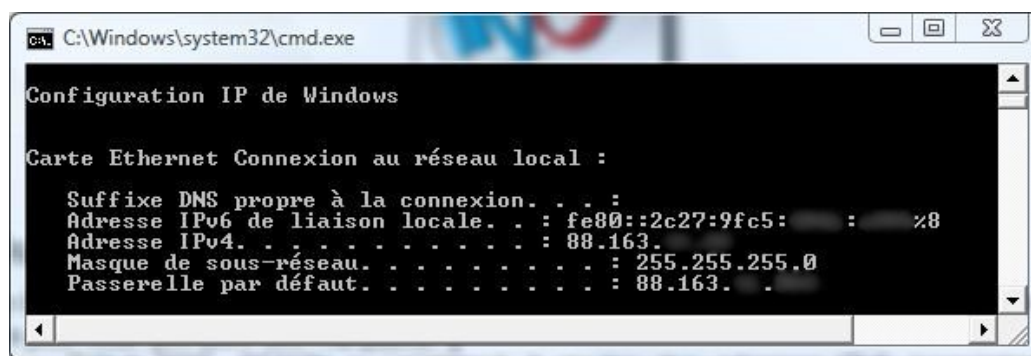 C:\Windows\system32\cmd.exe
Configuration IP de Windows
Carte Ethernet Connexion au réseau local :
Suffixe DNS propre à la connexion. . . :
Adresse IPv6 de liaison locale. . : fe80::2c27:9fc5: : %8
Adresse IPv4. . . . . . . . . . . . . . : 88.163.
Masque de sous-réseau. . . . . . . . . : 255.255.255.0
Passerelle par défaut. . . . . . . . . : 88.163. .